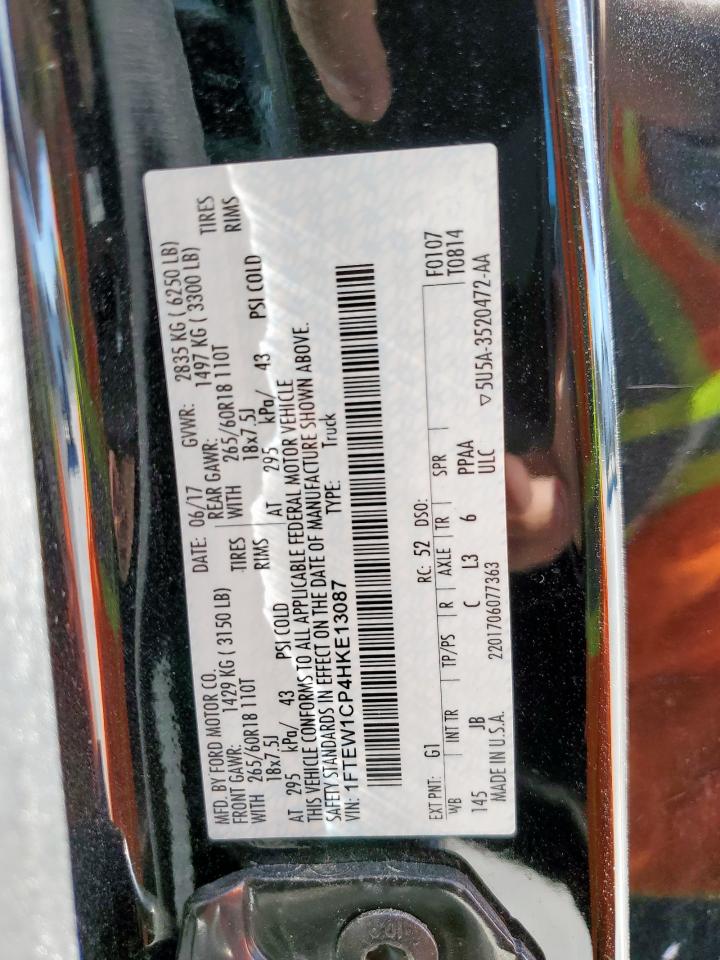 MFD. BY FORD MOTOR CO.
DATE: 06/17 GVWR: 2835 KG ( 6250 LB)
FRONT GAWR: 1429 KG ( 3150 LB) REAR GAWR: 1497 KG ( 3300 LB)
WITH 265/60R18 110T TIRES WITH 265/60R18 110T TIRES
18x7.5J RIMS 18x7.5J RIMS
AT 295 kPa/ 43 PSI COLD AT 295 kPa/ 43 PSI COLD
THIS VEHICLE CONFORMS TO ALL APPLICABLE FEDERAL MOTOR VEHICLE
SAFETY STANDARDS IN EFFECT ON THE DATE OF MANUFACTURE SHOWN ABOVE.
VIN: 1FTEW1CP4HKE13087 TYPE: Truck
EXT PNT: G1 RC: 52 DSO: F0107
WB INT TR TP/PS R AXLE TR SPR T0814
145 JB C L3 6 PPAA
MADE IN U.S.A. 2201706077363 ULC ▽5U5A-3520472-AA